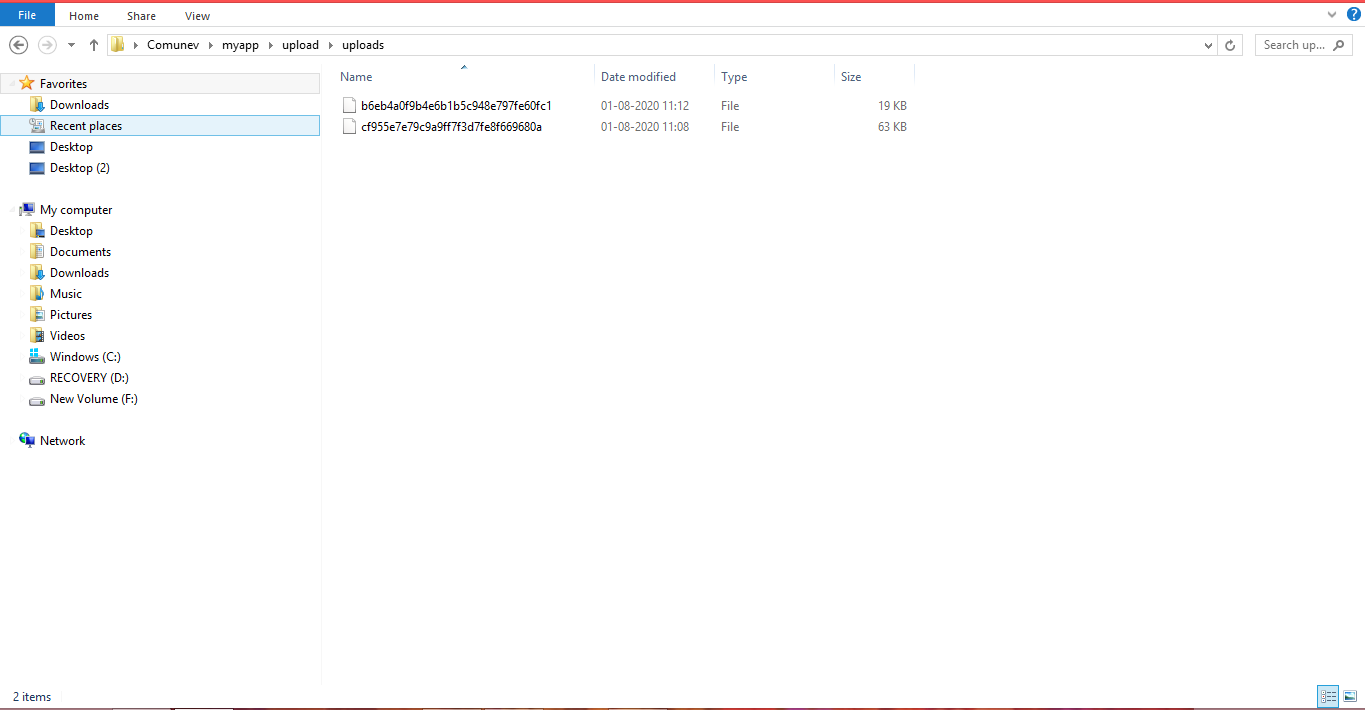 File Home Share View
Comunev myapp upload uploads Search up...
Name Date modified Type Size
b6eb4a0f9b4e6b1b5c948e797fe60fc1 01-08-2020 11:12 File 19 KB
cf955e7e79c9a9ff7f3d7fe8f669680a 01-08-2020 11:08 File 63 KB
Favorites
Downloads
Recent places
Desktop
Desktop (2)
My computer
Desktop
Documents
Downloads
Music
Pictures
Videos
Windows (C:)
RECOVERY (D:)
New Volume (F:)
Network
2 items